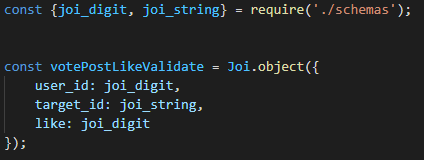 const {joi_digit, joi_string} = require('./schemas');
const votePostLikeValidate = Joi.object({
    user_id: joi_digit,
    target_id: joi_string,
    like: joi_digit
});